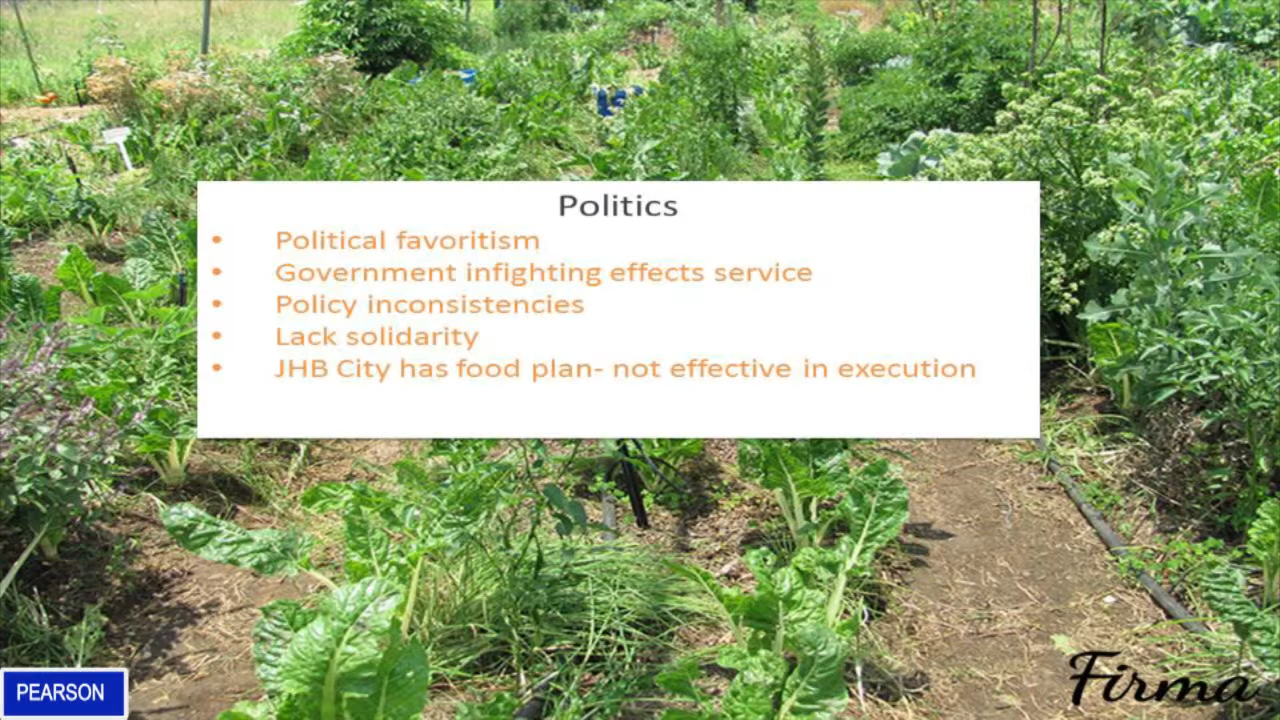 Politics
• Political favoritism
• Government infighting effects service
• Policy inconsistencies
• Lack solidarity
• JHB City has food plan- not effective in execution
PEARSON
Firma